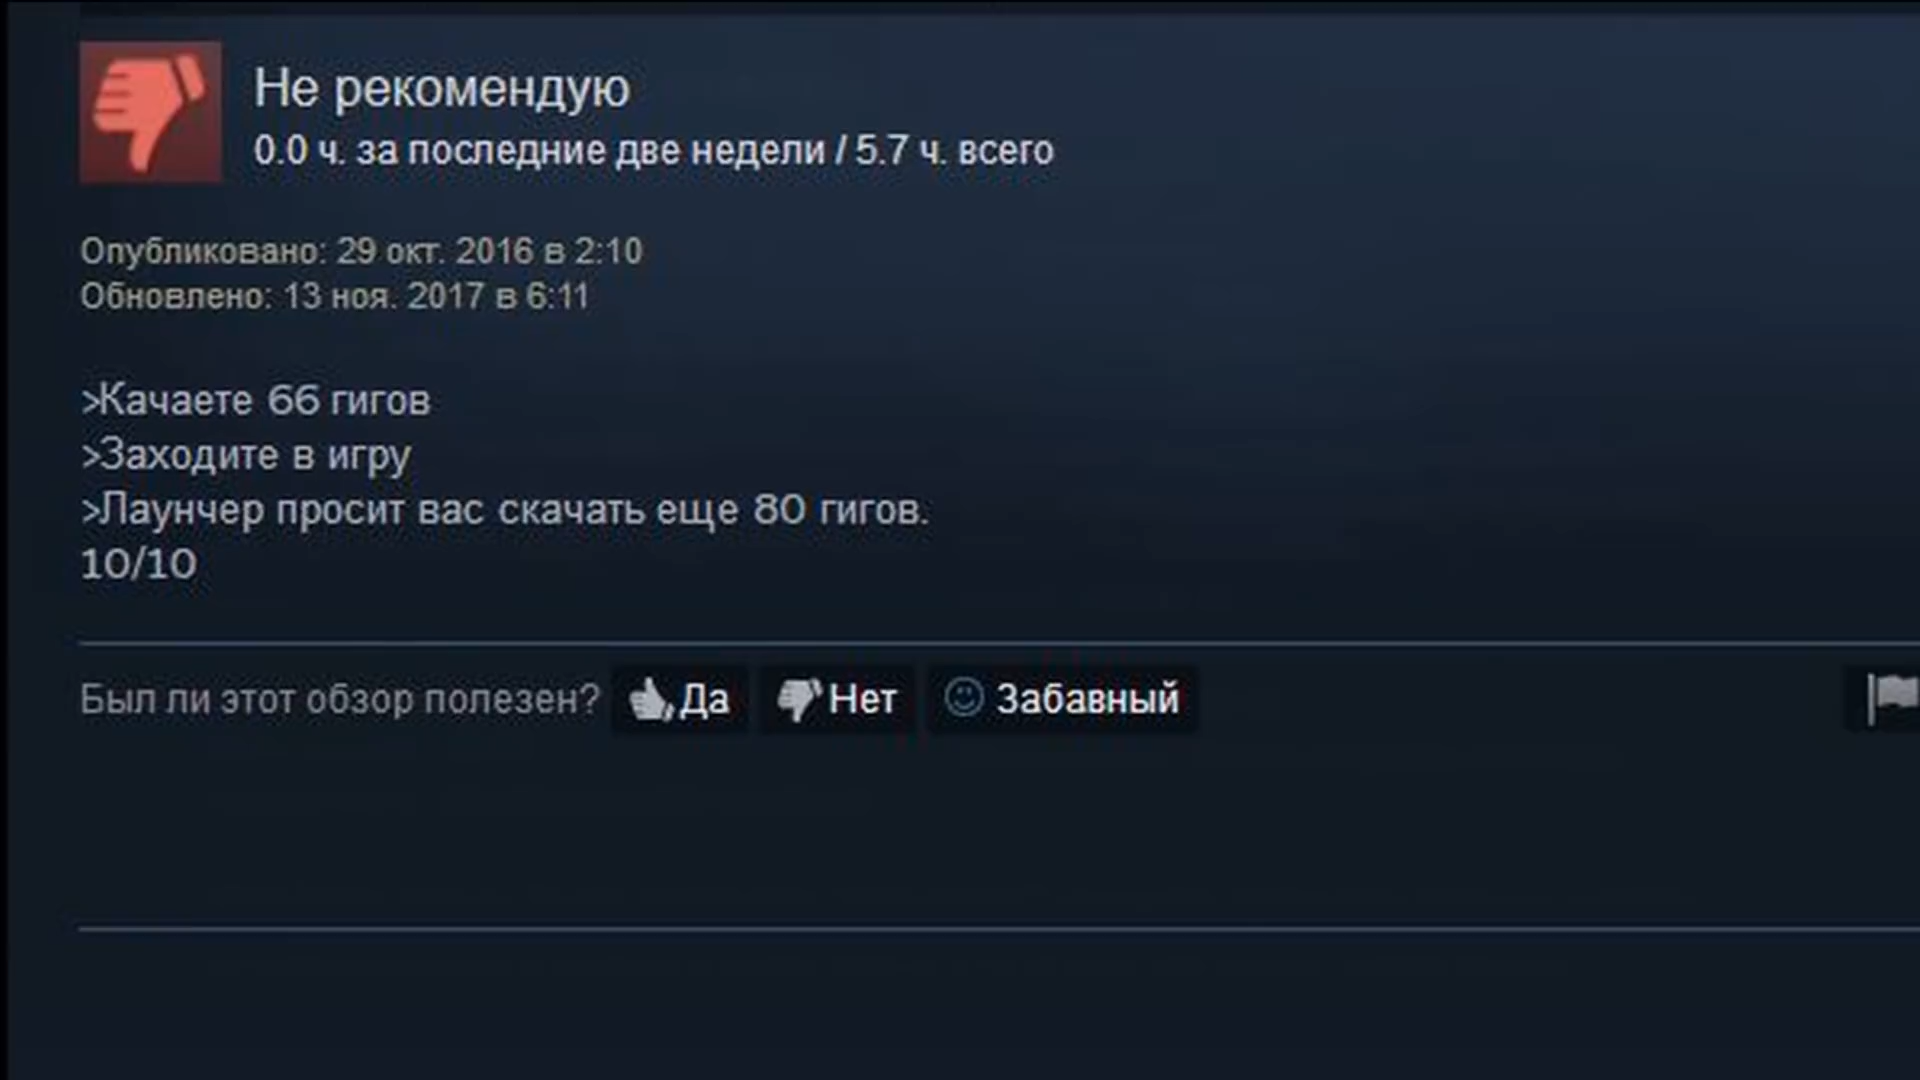 Не рекомендую
0.0 ч. за последние две недели / 5.7 ч. всего
Опубликовано: 29 окт. 2016 в 2:10
Обновлено: 13 ноя. 2017 в 6:11
>Качаете 66 гигов
>Заходите в игру
>Лаунчер просит вас скачать еще 80 гигов.
10/10
Был ли этот обзор полезен? Да Нет Забавный